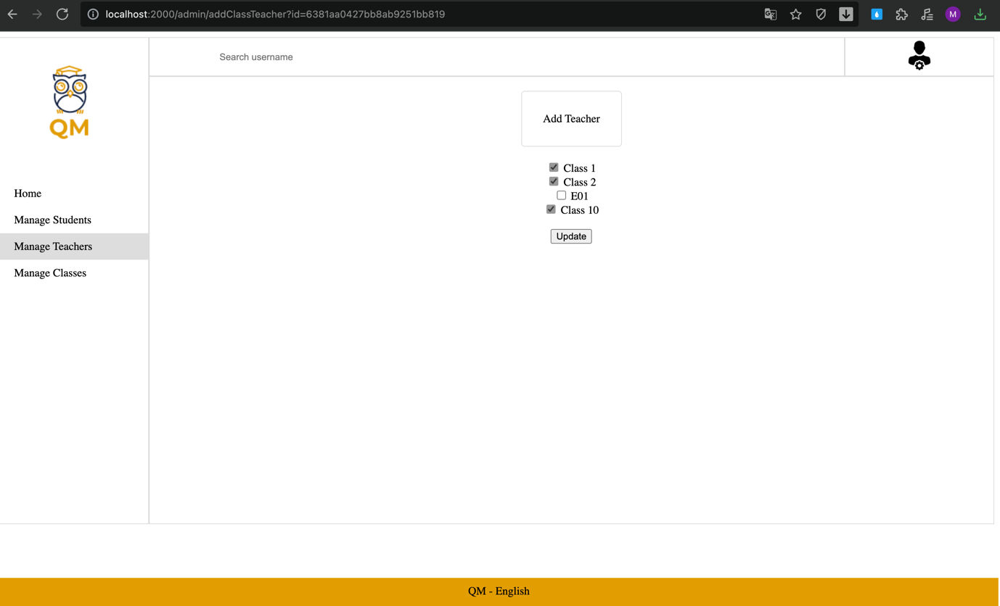 localhost:2000/admin/addClassTeacher?id=6381aa0427bb8ab9251bb819
M
Search username
QM
Home
Manage Students
Manage Teachers
Manage Classes
Add Teacher
Class 1
Class 2
E01
Class 10
Update
QM - English